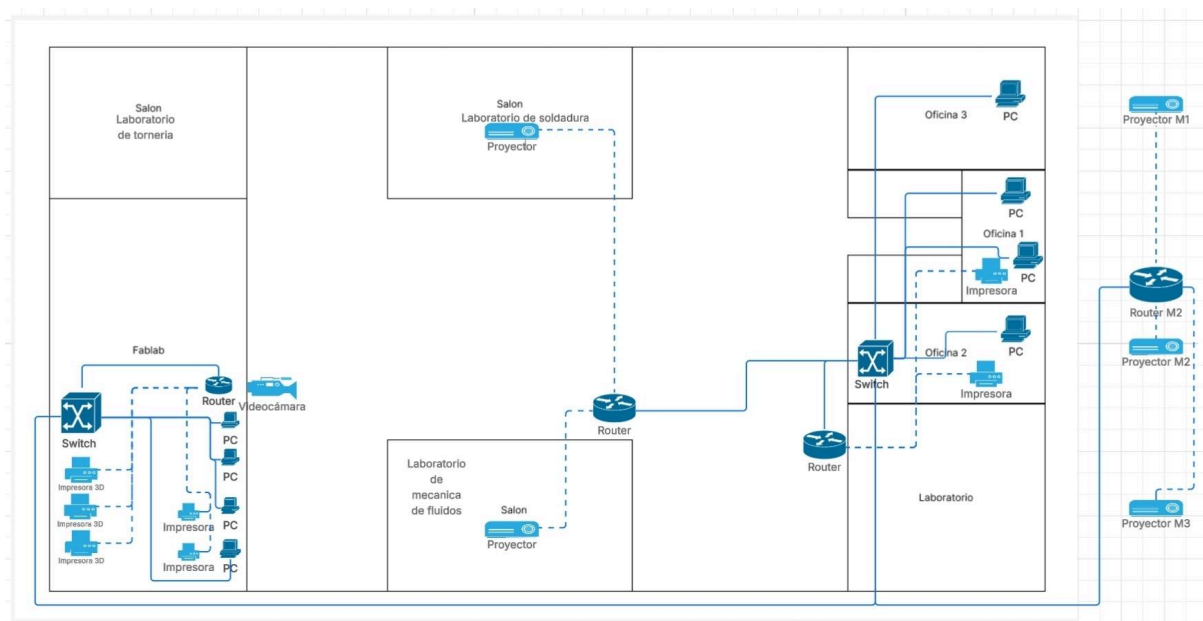 Salon
Laboratorio
de torneria
Salon
Laboratorio de soldadura
Proyector
Oficina 3
PC
Proyector M1
PC
Oficina 1
PC
Impresora
Router M2
Fablab
Oficina 2
PC
Proyector M2
Switch
Impresora
Router
Videocámara
Router
Switch
PC
PC
Router
Laboratorio
de
mecanica
de fluidos
Salon
Proyector
Laboratorio
Proyector M3
Impresora 3D
Impresora 3D
Impresora 3D
Impresora
PC
Impresora
PC